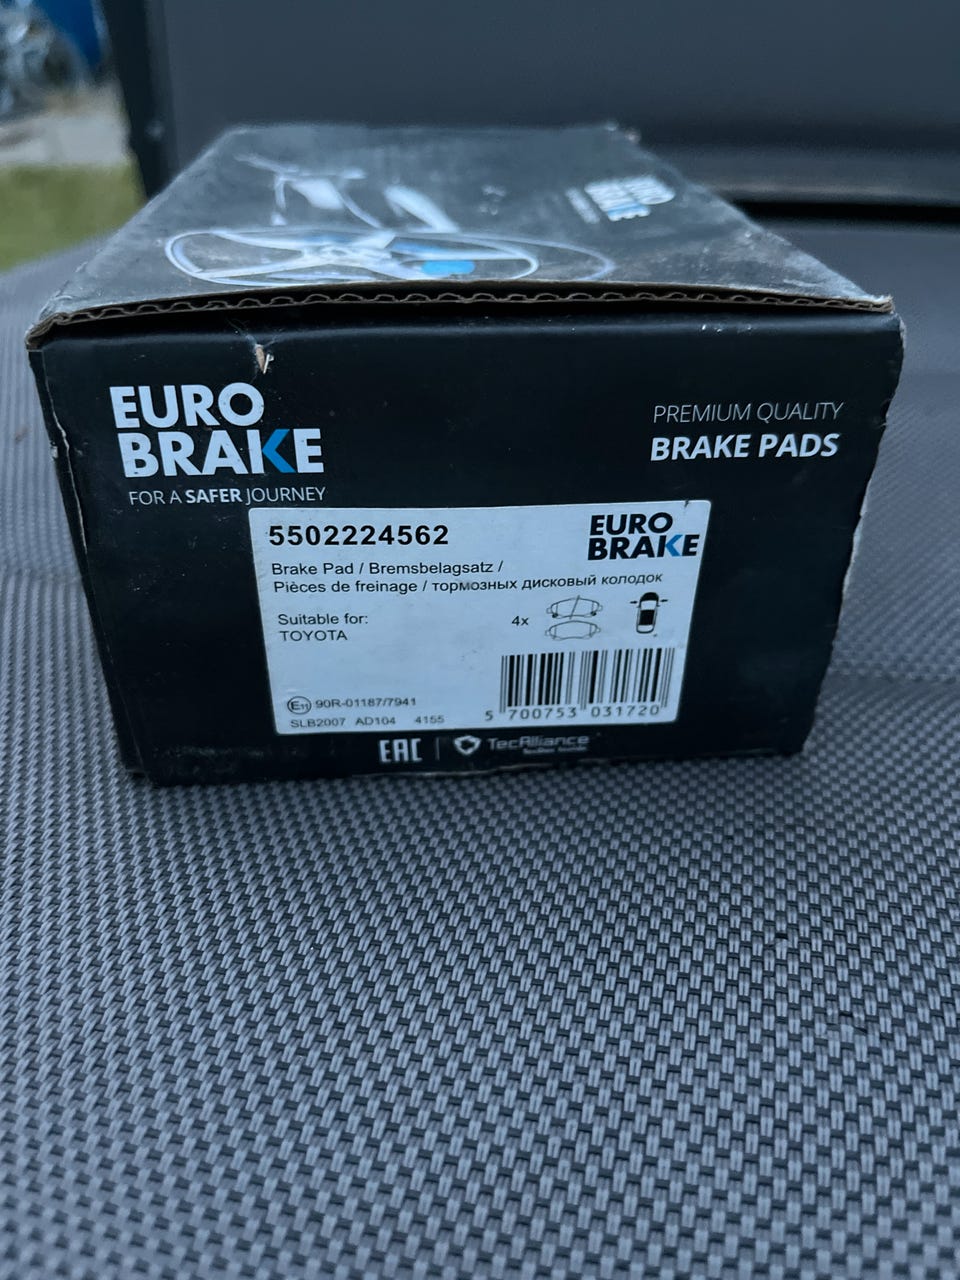 EURO
BRAKE
FOR A SAFER JOURNEY
PREMIUM QUALITY
BRAKE PADS
5502224562
EURO
BRAKE
Brake Pad / Bremsbelagsatz /
Pièces de freinage / тормозных дисковый колодок
Suitable for:
TOYOTA
4x
E11 90R-01187/7941
SLB2007 AD104 4155
5 700753 031720
EAC
TecAlliance